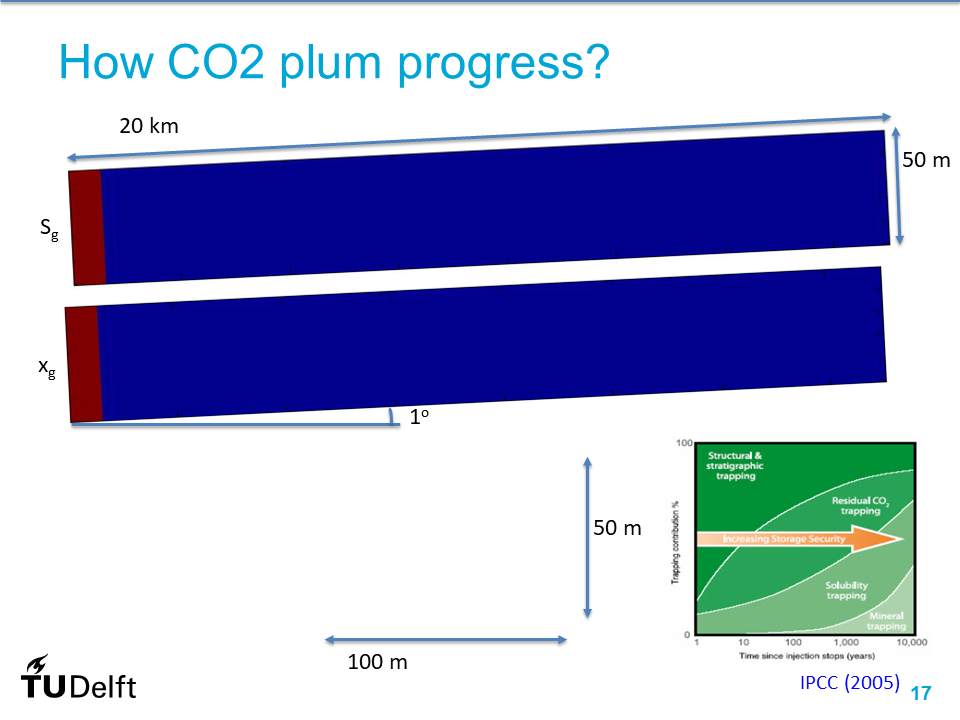 How CO2 plum progress?
20 km
50 m
Sg
xg
1o
50 m
100 m
100
Structural &
stratigraphic
trapping
Residual CO2
trapping
Increasing Storage Security
Solubility
trapping
Mineral
trapping
Trapping contribution %
0
1
10
100
1,000
10,000
Time since injection stops (years)
TUDelft
IPCC (2005)
17